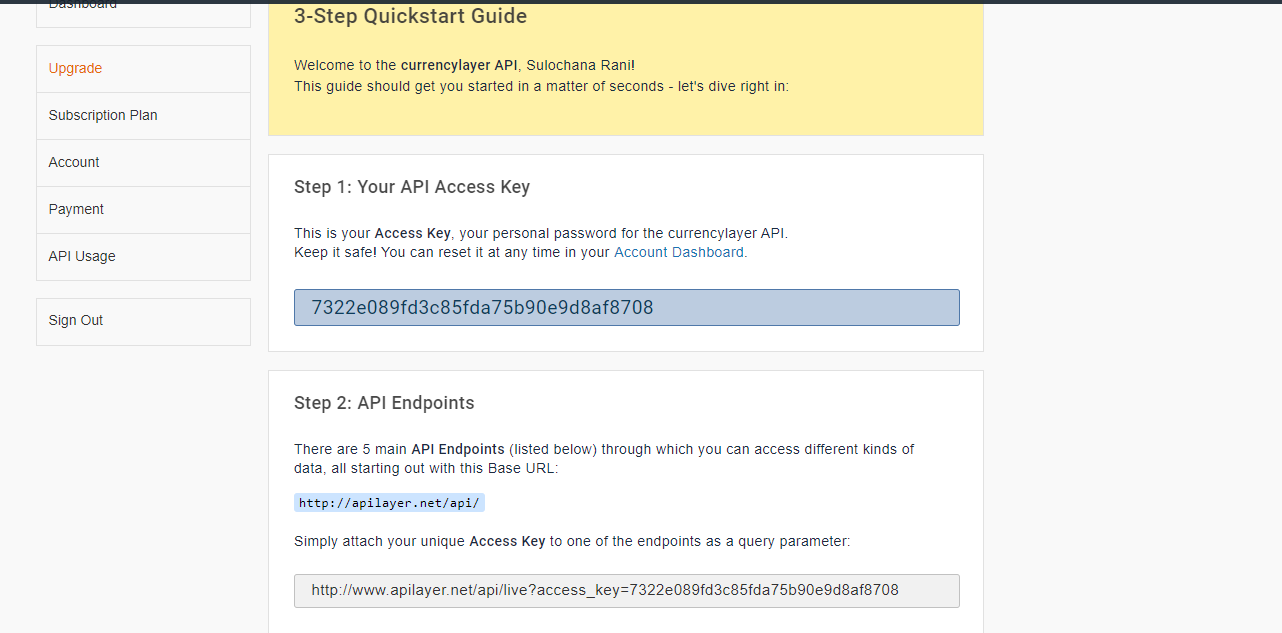 Dashboard
Upgrade
Subscription Plan
Account
Payment
API Usage
Sign Out
3-Step Quickstart Guide
Welcome to the currencylayer API, Sulochana Rani!
This guide should get you started in a matter of seconds - let's dive right in:
Step 1: Your API Access Key
This is your Access Key, your personal password for the currencylayer API.
Keep it safe! You can reset it at any time in your Account Dashboard.
7322e089fd3c85fda75b90e9d8af8708
Step 2: API Endpoints
There are 5 main API Endpoints (listed below) through which you can access different kinds of
data, all starting out with this Base URL:
http://apilayer.net/api/
Simply attach your unique Access Key to one of the endpoints as a query parameter:
http://www.apilayer.net/api/live?access_key=7322e089fd3c85fda75b90e9d8af8708